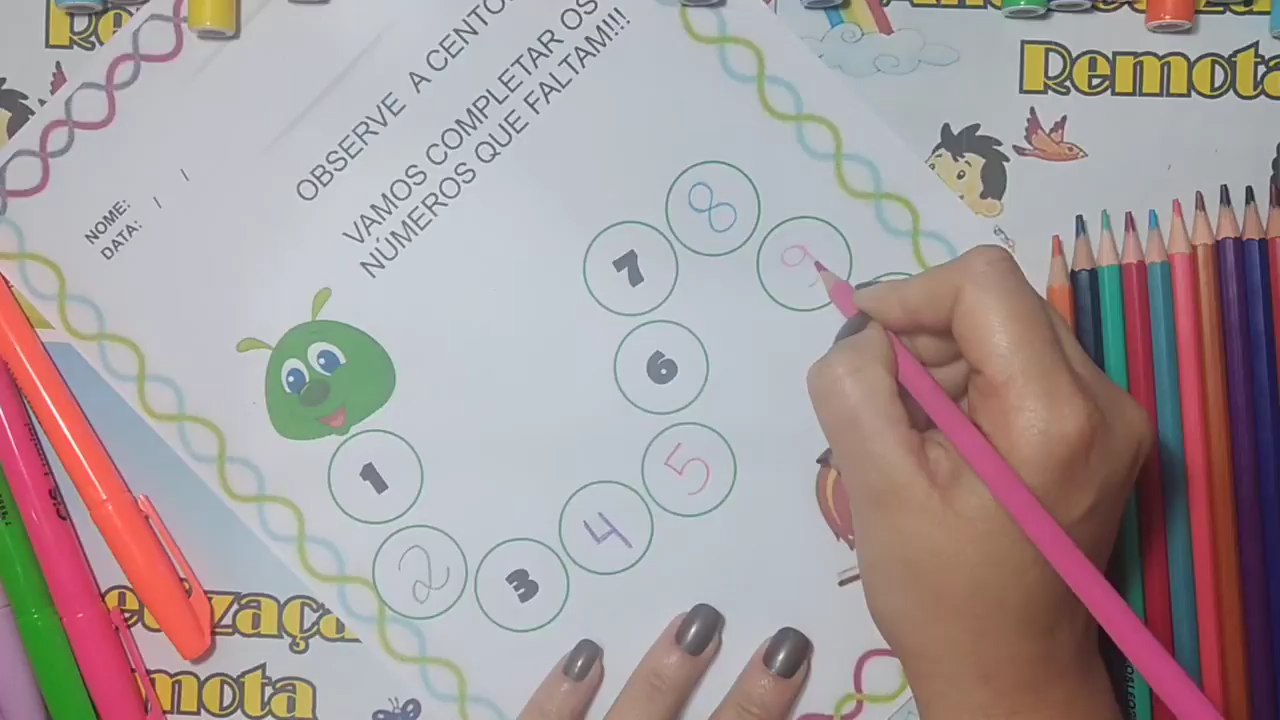 OBSERVE A CENTO
VAMOS COMPLETAR OS
NÚMEROS QUE FALTAM!!!
NOME:
DATA: / /
1
2
3
4
5
6
7
8
9
Remota
mota